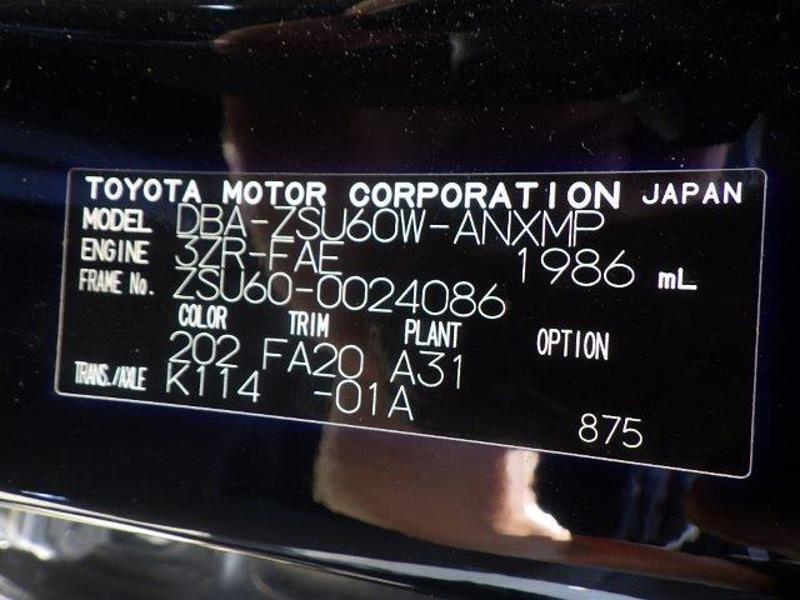 TOYOTA MOTOR CORPORATION JAPAN
MODEL DBA-ZSU60W-ANXMP
ENGINE 3ZR-FAE 1986 mL
FRAME No. ZSU60-0024086
COLOR TRIM PLANT OPTION
202 FA20 A31
TRANS./AXLE K114 -01A
875